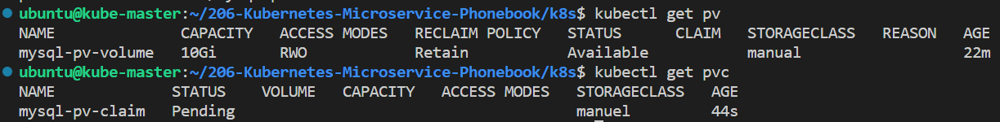 ubuntu@kube-master:~/206-Kubernetes-Microservice-Phonebook/k8s$ kubectl get pv
NAME CAPACITY ACCESS MODES RECLAIM POLICY STATUS CLAIM STORAGECLASS REASON AGE
mysql-pv-volume 10Gi RWO Retain Available manual 22m
ubuntu@kube-master:~/206-Kubernetes-Microservice-Phonebook/k8s$ kubectl get pvc
NAME STATUS VOLUME CAPACITY ACCESS MODES STORAGECLASS AGE
mysql-pv-claim Pending manuel 44s